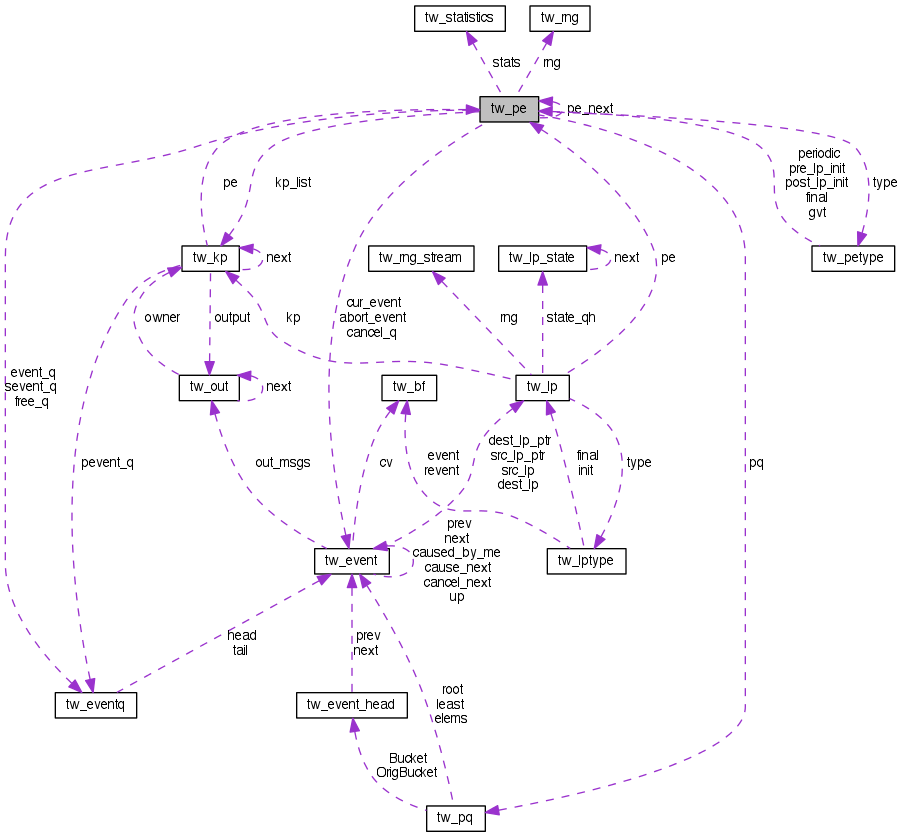 tw_statistics
tw_rng
stats
rng
tw_pe
pe_next
periodic
pre_lp_init
post_lp_init
final
gvt
type
pe
kp_list
tw_kp
next
tw_rng_stream
tw_lp_state
next
pe
tw_petype
cur_event
abort_event
cancel_q
owner
output
kp
rng
state_qh
event_q
sevent_q
free_q
tw_out
next
tw_bf
tw_lp
pevent_q
out_msgs
cv
event
revent
dest_lp_ptr
src_lp_ptr
src_lp
dest_lp
final
init
type
pq
tw_event
prev
next
caused_by_me
cause_next
cancel_next
up
tw_lptype
head
tail
prev
next
tw_eventq
tw_event_head
root
least
elems
Bucket
OrigBucket
tw_pq